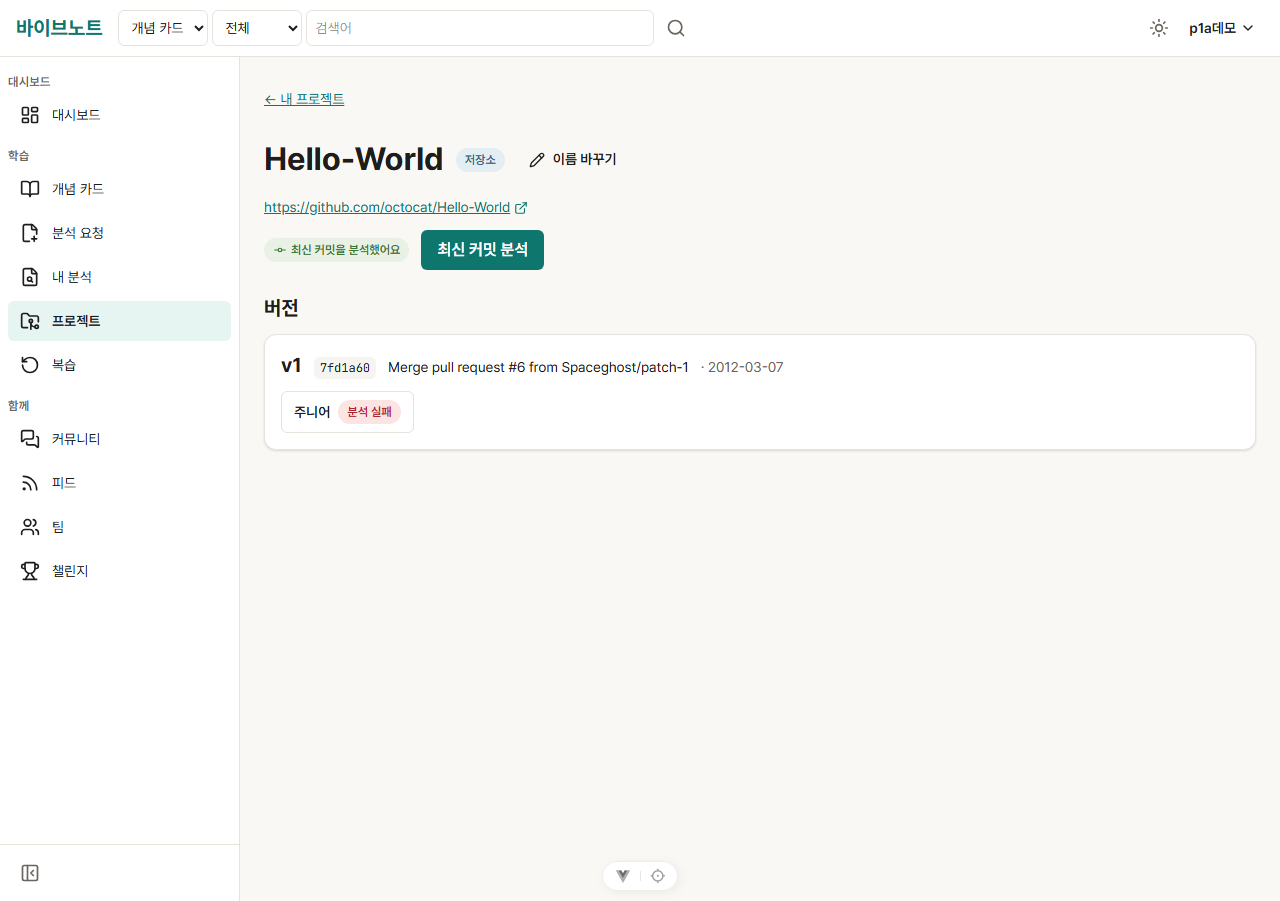 바이브노트 개념 카드 전체 검색어 p1a데모
대시보드
대시보드
학습
개념 카드
분석 요청
내 분석
프로젝트
복습
함께
커뮤니티
피드
팀
챌린지
← 내 프로젝트
Hello-World 저장소 이름 바꾸기
https://github.com/octocat/Hello-World
최신 커밋을 분석했어요 최신 커밋 분석
버전
v1 7fd1a60 Merge pull request #6 from Spaceghost/patch-1 · 2012-03-07
주니어 분석 실패